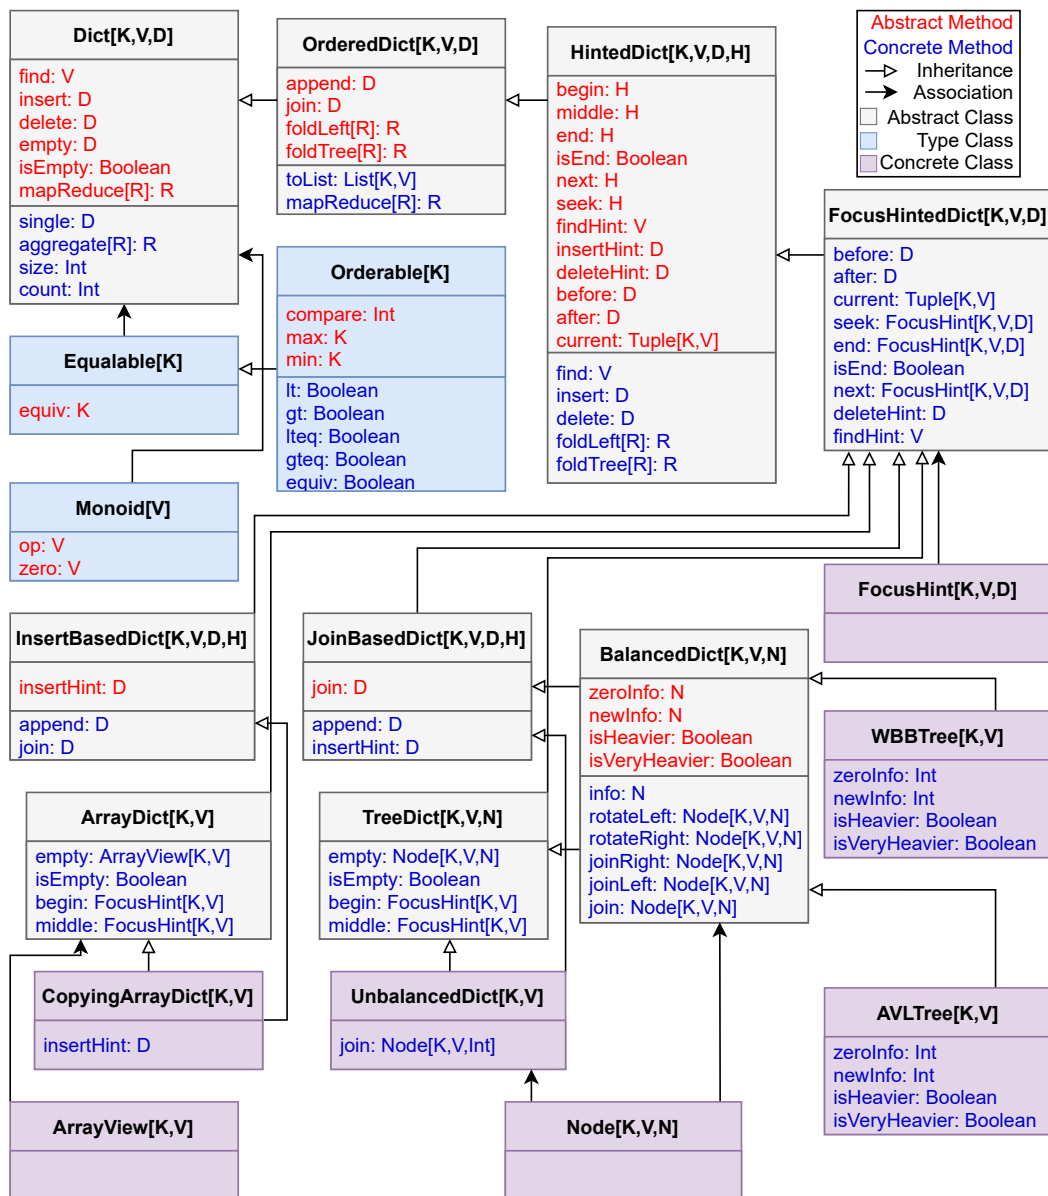 Dict[K,V,D]
find: V
insert: D
delete: D
empty: D
isEmpty: Boolean
mapReduce[R]: R
single: D
aggregate[R]: R
size: Int
count: Int
OrderedDict[K,V,D]
append: D
join: D
foldLeft[R]: R
foldTree[R]: R
toList: List[K,V]
mapReduce[R]: R
HintedDict[K,V,D,H]
begin: H
middle: H
end: H
isEnd: Boolean
next: H
seek: H
findHint: V
insertHint: D
deleteHint: D
before: D
after: D
current: Tuple[K,V]
find: V
insert: D
delete: D
foldLeft[R]: R
foldTree[R]: R
Abstract Method
Concrete Method
Inheritance
Association
Abstract Class
Type Class
Concrete Class
FocusHintedDict[K,V,D]
before: D
after: D
current: Tuple[K,V]
seek: FocusHint[K,V,D]
end: FocusHint[K,V,D]
isEnd: Boolean
next: FocusHint[K,V,D]
deleteHint: D
findHint: V
Orderable[K]
compare: Int
max: K
min: K
lt: Boolean
gt: Boolean
lteq: Boolean
gteq: Boolean
equiv: Boolean
Equalable[K]
equiv: K
Monoid[V]
op: V
zero: V
FocusHint[K,V,D]
InsertBasedDict[K,V,D,H]
insertHint: D
append: D
join: D
JoinBasedDict[K,V,D,H]
join: D
append: D
insertHint: D
BalancedDict[K,V,N]
zeroInfo: N
newInfo: N
isHeavier: Boolean
isVeryHeavier: Boolean
info: N
rotateLeft: Node[K,V,N]
rotateRight: Node[K,V,N]
joinRight: Node[K,V,N]
joinLeft: Node[K,V,N]
join: Node[K,V,N]
WBBTree[K,V]
zeroInfo: Int
newInfo: Int
isHeavier: Boolean
isVeryHeavier: Boolean
ArrayDict[K,V]
empty: ArrayView[K,V]
isEmpty: Boolean
begin: FocusHint[K,V]
middle: FocusHint[K,V]
TreeDict[K,V,N]
empty: Node[K,V,N]
isEmpty: Boolean
begin: FocusHint[K,V]
middle: FocusHint[K,V]
CopyingArrayDict[K,V]
insertHint: D
UnbalancedDict[K,V]
join: Node[K,V,Int]
AVLTree[K,V]
zeroInfo: Int
newInfo: Int
isHeavier: Boolean
isVeryHeavier: Boolean
ArrayView[K,V]
Node[K,V,N]